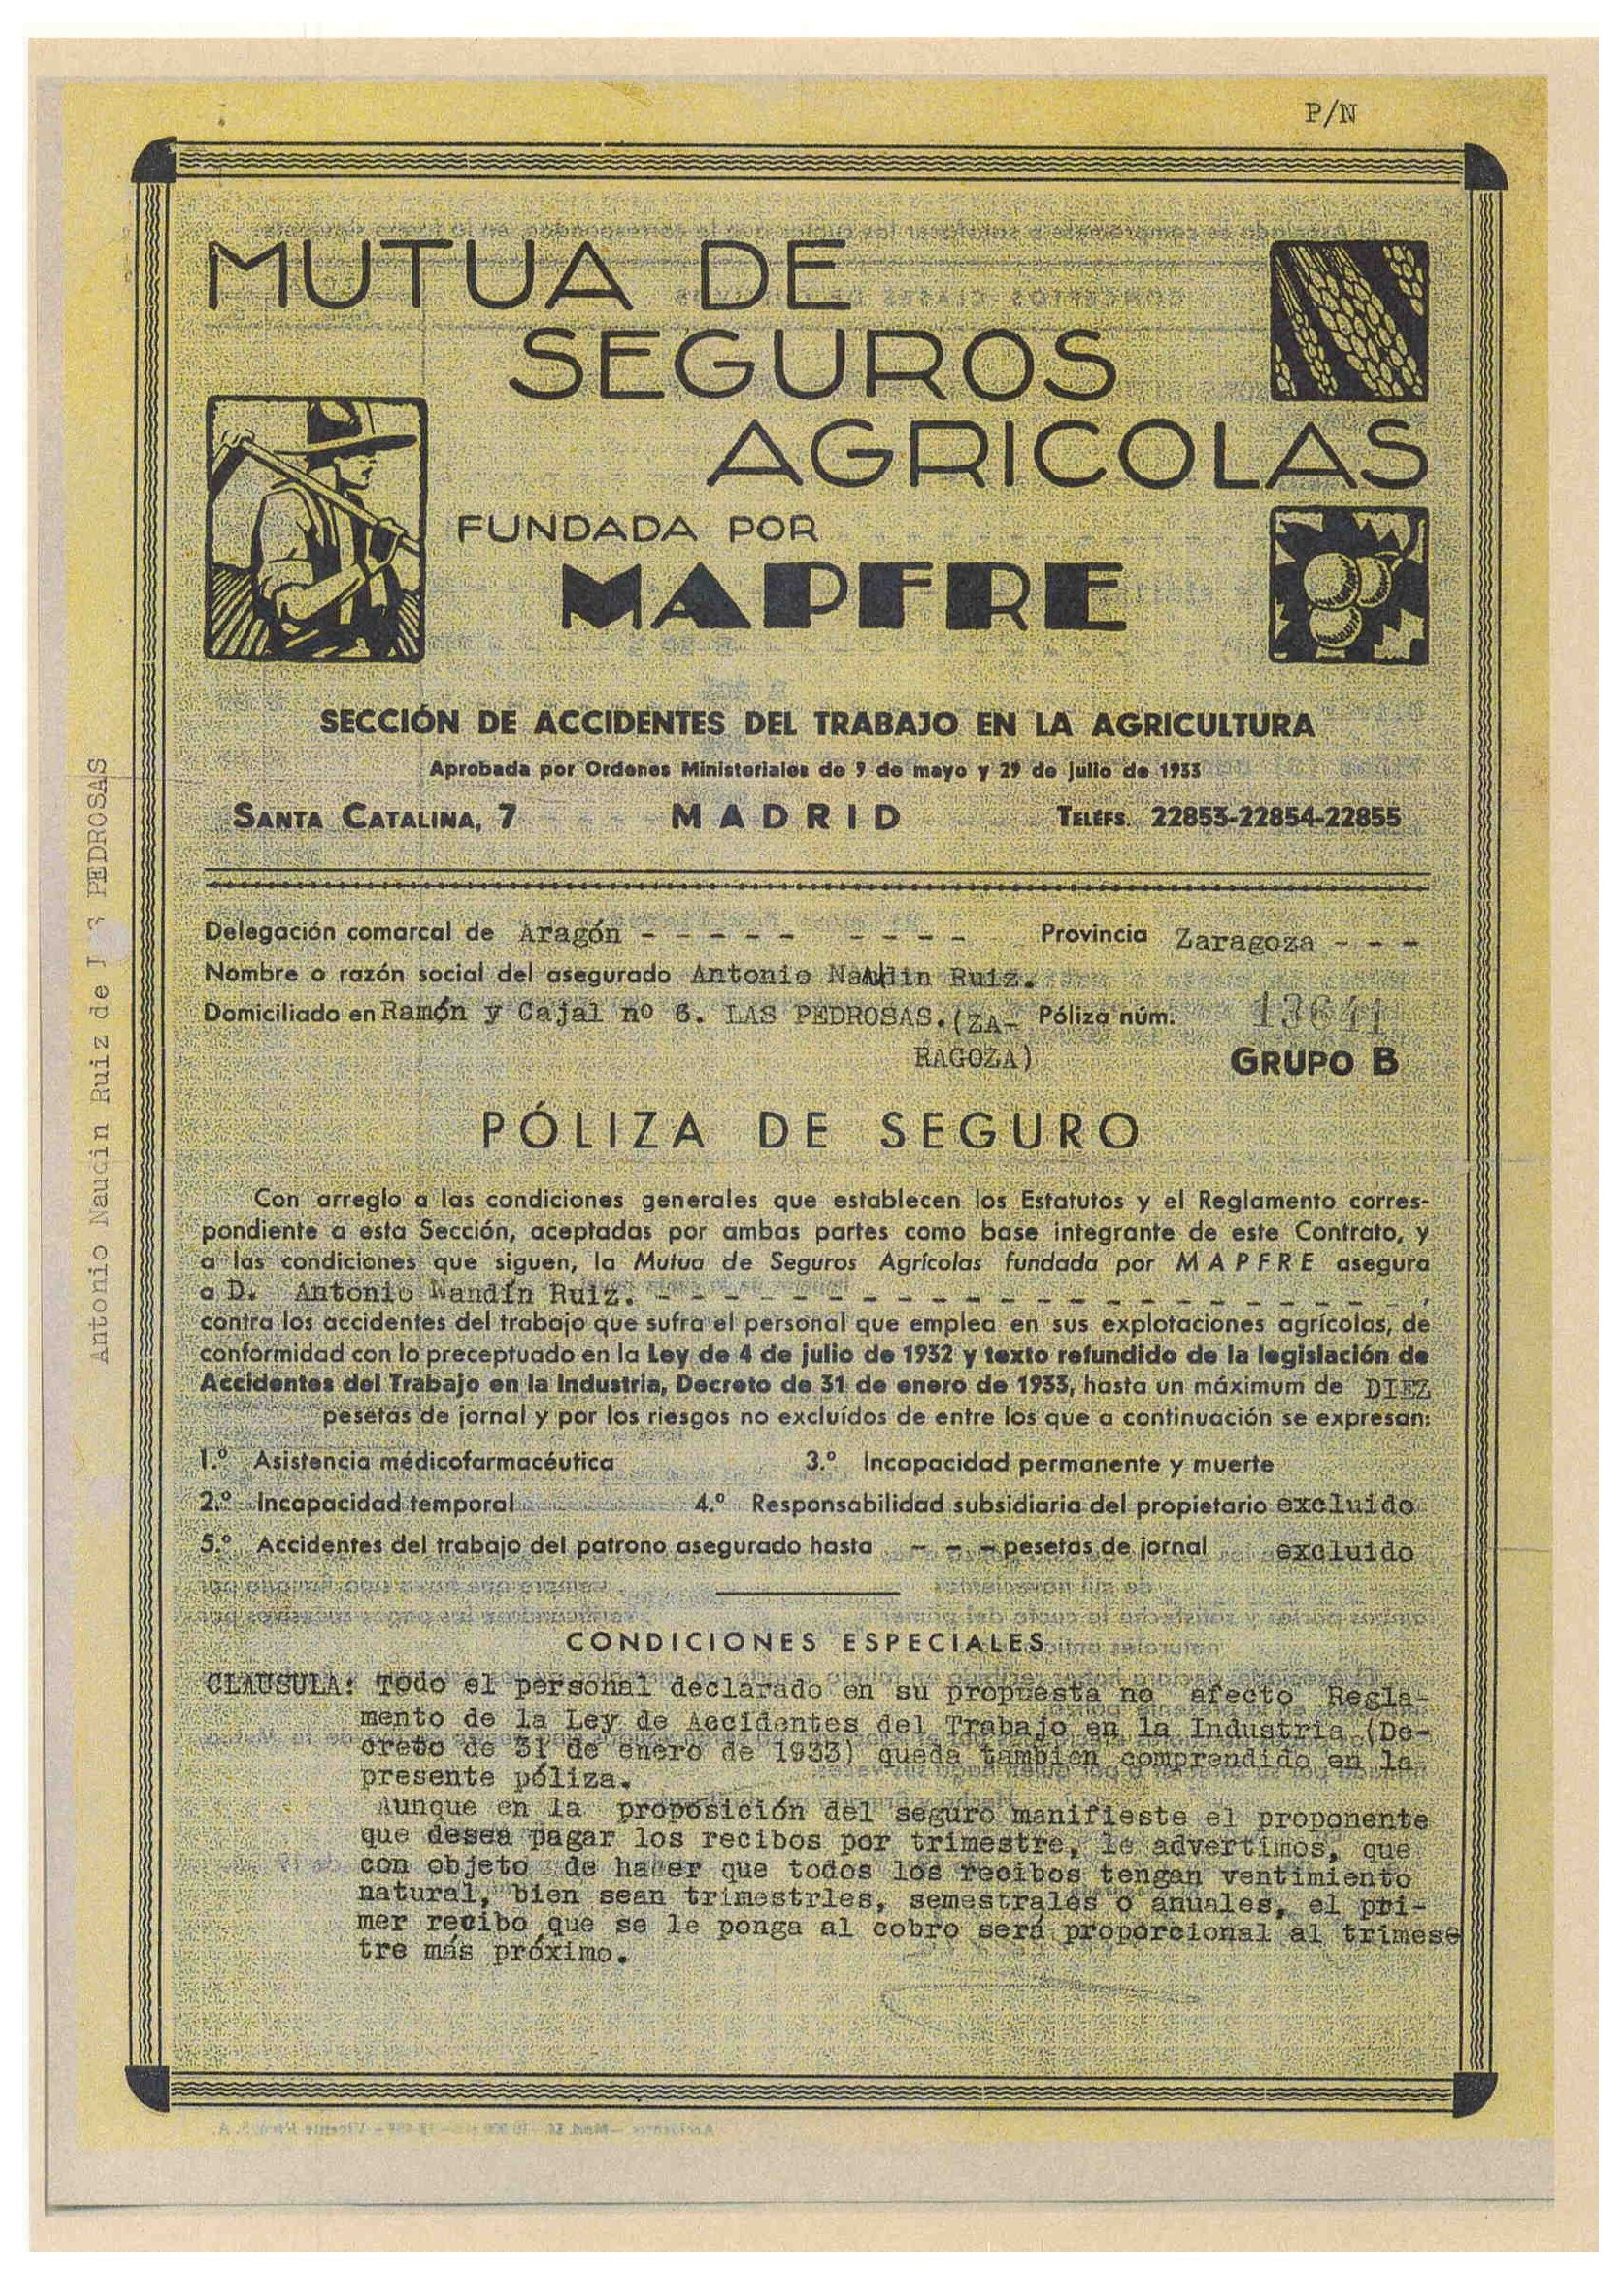 P/N
MUTUA DE
SEGUROS
AGRICOLAS
FUNDADA POR
MAPFRE
SECCIÓN DE ACCIDENTES DEL TRABAJO EN LA AGRICULTURA
Aprobada por Ordenes Ministeriales de 9 de mayo y 29 de julio de 1933
SANTA CATALINA, 7 MADRID TELÉFS. 22853-22854-22855
Delegación comarcal de Aragón - - - - - - - - - Provincia Zaragoza - - -
Nombre o razón social del asegurado Antonio Nandin Ruiz.
Domiciliado en Ramón y Cajal nº 6. LAS PEDROSAS. (ZA- Póliza núm. 13641
RAGOZA) GRUPO B
PÓLIZA DE SEGURO
Con arreglo a las condiciones generales que establecen los Estatutos y el Reglamento corres-
pondiente a esta Sección, aceptadas por ambas partes como base integrante de este Contrato, y
a las condiciones que siguen, la Mutua de Seguros Agrícolas fundada por MAPFRE asegura
a D. Antonio Nandín Ruiz. - - - - - - - - - - - - - - - - - - - - - -,
contra los accidentes del trabajo que sufra el personal que emplea en sus explotaciones agrícolas, de
conformidad con lo preceptuado en la Ley de 4 de julio de 1932 y texto refundido de la legislación de
Accidentes del Trabajo en la Industria, Decreto de 31 de enero de 1933, hasta un máximum de DIEZ
pesetas de jornal y por los riesgos no excluídos de entre los que a continuación se expresan:
1.º Asistencia médicofarmacéutica 3.º Incapacidad permanente y muerte
2.º Incapacidad temporal 4.º Responsabilidad subsidiaria del propietario excluido
5.º Accidentes del trabajo del patrono asegurado hasta - - - pesetas de jornal excluido
CONDICIONES ESPECIALES
CLAUSULA: Todo el personal declarado en su propuesta no afecto Regla-
mento de la Ley de Accidentes del Trabajo en la Industria (De-
creto de 31 de enero de 1933) queda tambien comprendido en la
presente póliza.
Aunque en la proposición del seguro manifieste el proponente
que desea pagar los recibos por trimestre, le advertimos, que
con objeto de hacer que todos los recibos tengan ventimiento
natural, bien sean trimestrles, semestrales o anuales, el pri-
mer recibo que se le ponga al cobro será proporcional al trimese
tre más próximo.
Antonio Naudin Ruiz de PEDROSAS